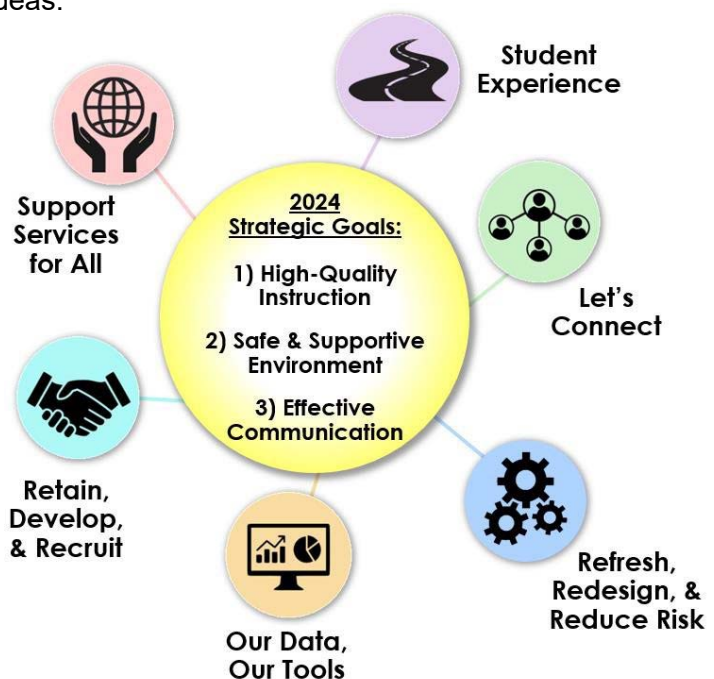 deas:
Student
Experience
Support
Services
for All
2024
Strategic Goals:
1) High-Quality
Instruction
2) Safe & Supportive
Environment
3) Effective
Communication
Let's
Connect
Retain,
Develop,
& Recruit
Refresh,
Redesign, &
Reduce Risk
Our Data,
Our Tools